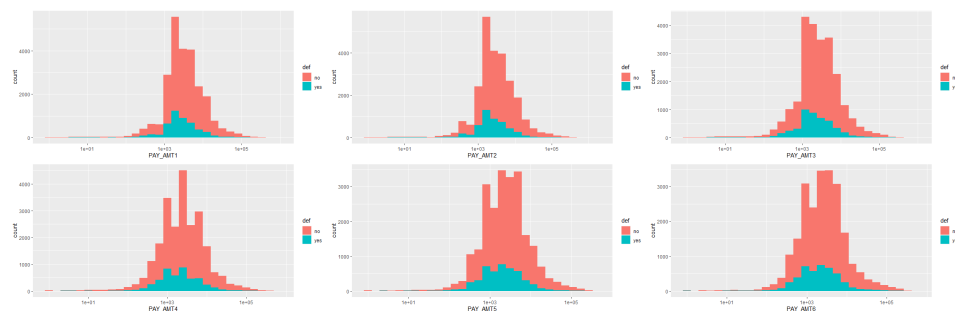 count
4000
2000
0
1e+01
1e+03
1e+05
PAY_AMT1
def
no
yes
count
4000
2000
0
1e+01
1e+03
1e+05
PAY_AMT2
def
no
yes
count
4000
3000
2000
1000
0
1e+01
1e+03
1e+05
PAY_AMT3
def
n
y
count
4000
3000
2000
1000
0
1e+01
1e+03
1e+05
PAY_AMT4
def
no
yes
count
3000
2000
1000
0
1e+01
1e+03
1e+05
PAY_AMT5
def
no
yes
count
3000
2000
1000
0
1e+01
1e+03
1e+05
PAY_AMT6
def
n
y